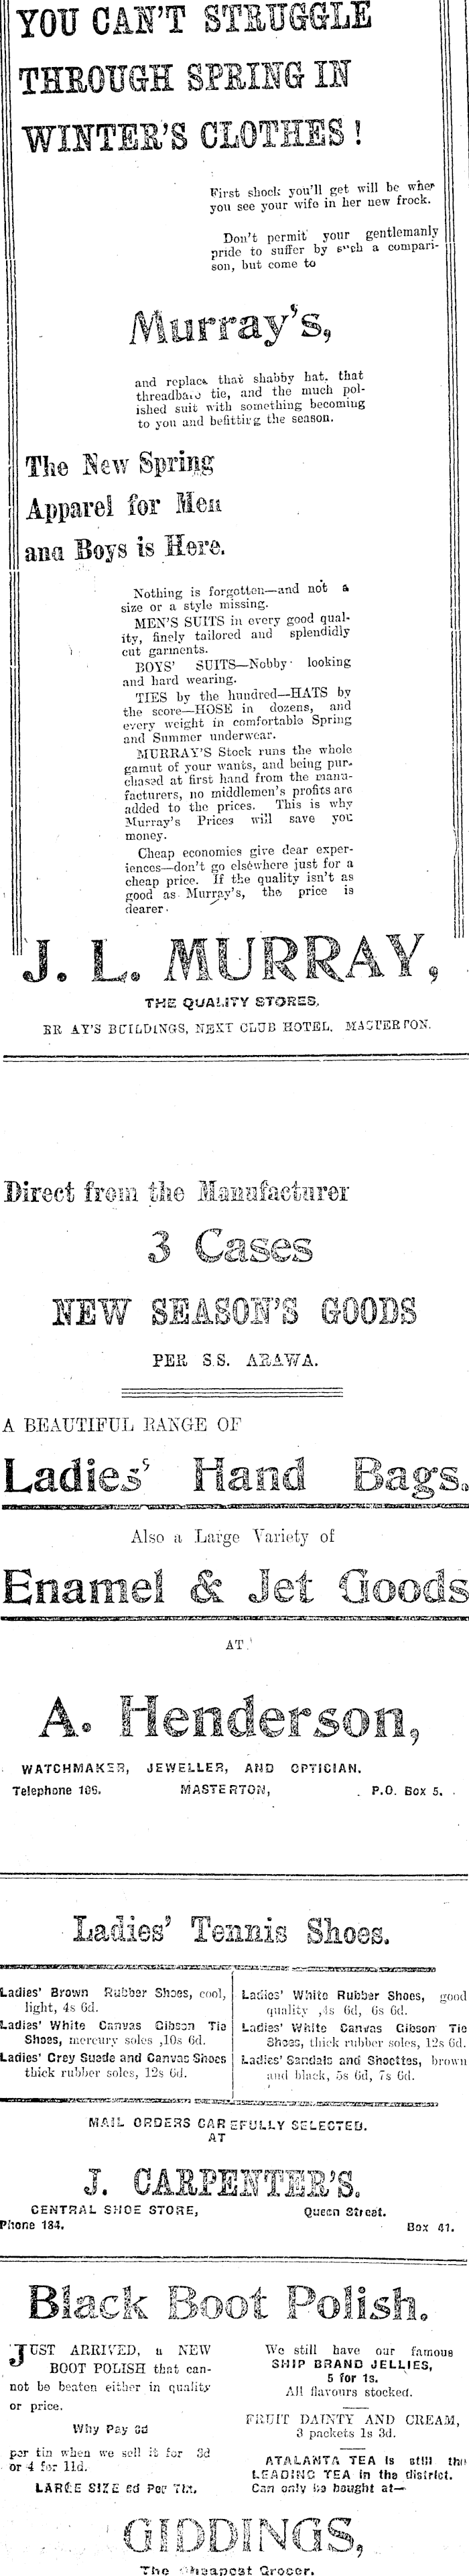 YOU CAN'T STRUGGLE
THROUGH SPRING IN
WINTER'S CLOTHES!
First shock you'll get will be when
you see your wife in her new frock.
Don't permit your gentlemanly
pride to suffer by such a compari-
son, but come to
Murray's,
and replace that shabby hat, that
threadbare tie, and the much pol-
ished suit with something becoming
to you and befitting the season.
The New Spring
Apparel for Men
and Boys is Here.
Nothing is forgotten—and not a
size or a style missing.
MEN'S SUITS in every good qual-
ity, finely tailored and splendidly
cut garments.
BOYS' SUITS—Nobby looking
and hard wearing.
TIES by the hundred—HATS by
the score—HOSE in dozens, and
every weight in comfortable Spring
and Summer underwear.
MURRAY'S Stock runs the whole
gamut of your wants, and being pur-
chased at first hand from the manu-
facturers, no middlemen's profits are
added to the prices. This is why
Murray's Prices will save you
money.
Cheap economies give dear exper-
iences—don't go elsewhere just for a
cheap price. If the quality isn't as
good as Murray's, the price is
dearer.
J. L. MURRAY,
THE QUALITY STORES,
AY'S BUILDINGS, NEXT CLUB HOTEL, MASTERTON.
Direct from the Manufacturer
3 Cases
NEW SEASON'S GOODS
PER S.S. ARAWA.
A BEAUTIFUL RANGE OF
Ladies' Hand Bags.
Also a Large Variety of
Enamel & Jet Goods
AT
A. Henderson,
WATCHMAKER, JEWELLER, AND OPTICIAN.
Telephone 106. MASTERTON, P.O. Box 5.
Ladies' Tennis Shoes.
Ladies' Brown Rubber Shoes, cool,
light, 4s 6d.
Ladies' White Canvas Gibson Tie
Shoes, mercury soles ,10s 6d.
Ladies' Grey Suede and Canvas Shoes
thick rubber soles, 12s 6d.
Ladies' White Rubber Shoes, good
quality ,4s 6d, 6s 6d.
Ladies' White Canvas Gibson Tie
Shoes, thick rubber soles, 12s 6d.
Ladies' Sandals and Shoettes, brown
and black, 5s 6d, 7s 6d.
MAIL ORDERS CAREFULLY SELECTED.
AT
J. CARPENTER'S.
CENTRAL SHOE STORE, Queen Street.
Phone 184. Box 41.
Black Boot Polish.
JUST ARRIVED, a NEW
BOOT POLISH that can-
not be beaten either in quality
or price.
Why Pay 6d
per tin when we sell it for 3d
or 4 for 11d.
LARGE SIZE 6d Per Tin.
We still have our famous
SHIP BRAND JELLIES,
5 for 1s.
All flavours stocked.
FRUIT DAINTY AND CREAM,
3 packets 1s 3d.
ATALANTA TEA is still the
LEADING TEA in the district.
Can only be bought at—
GIDDINGS,
The Cheapest Grocer.